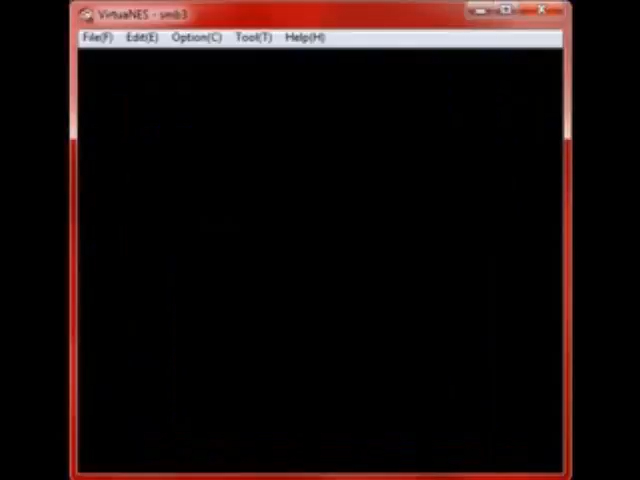 VirtuaNES - smb3
File(F) Edit(E) Option(C) Tool(T) Help(H)